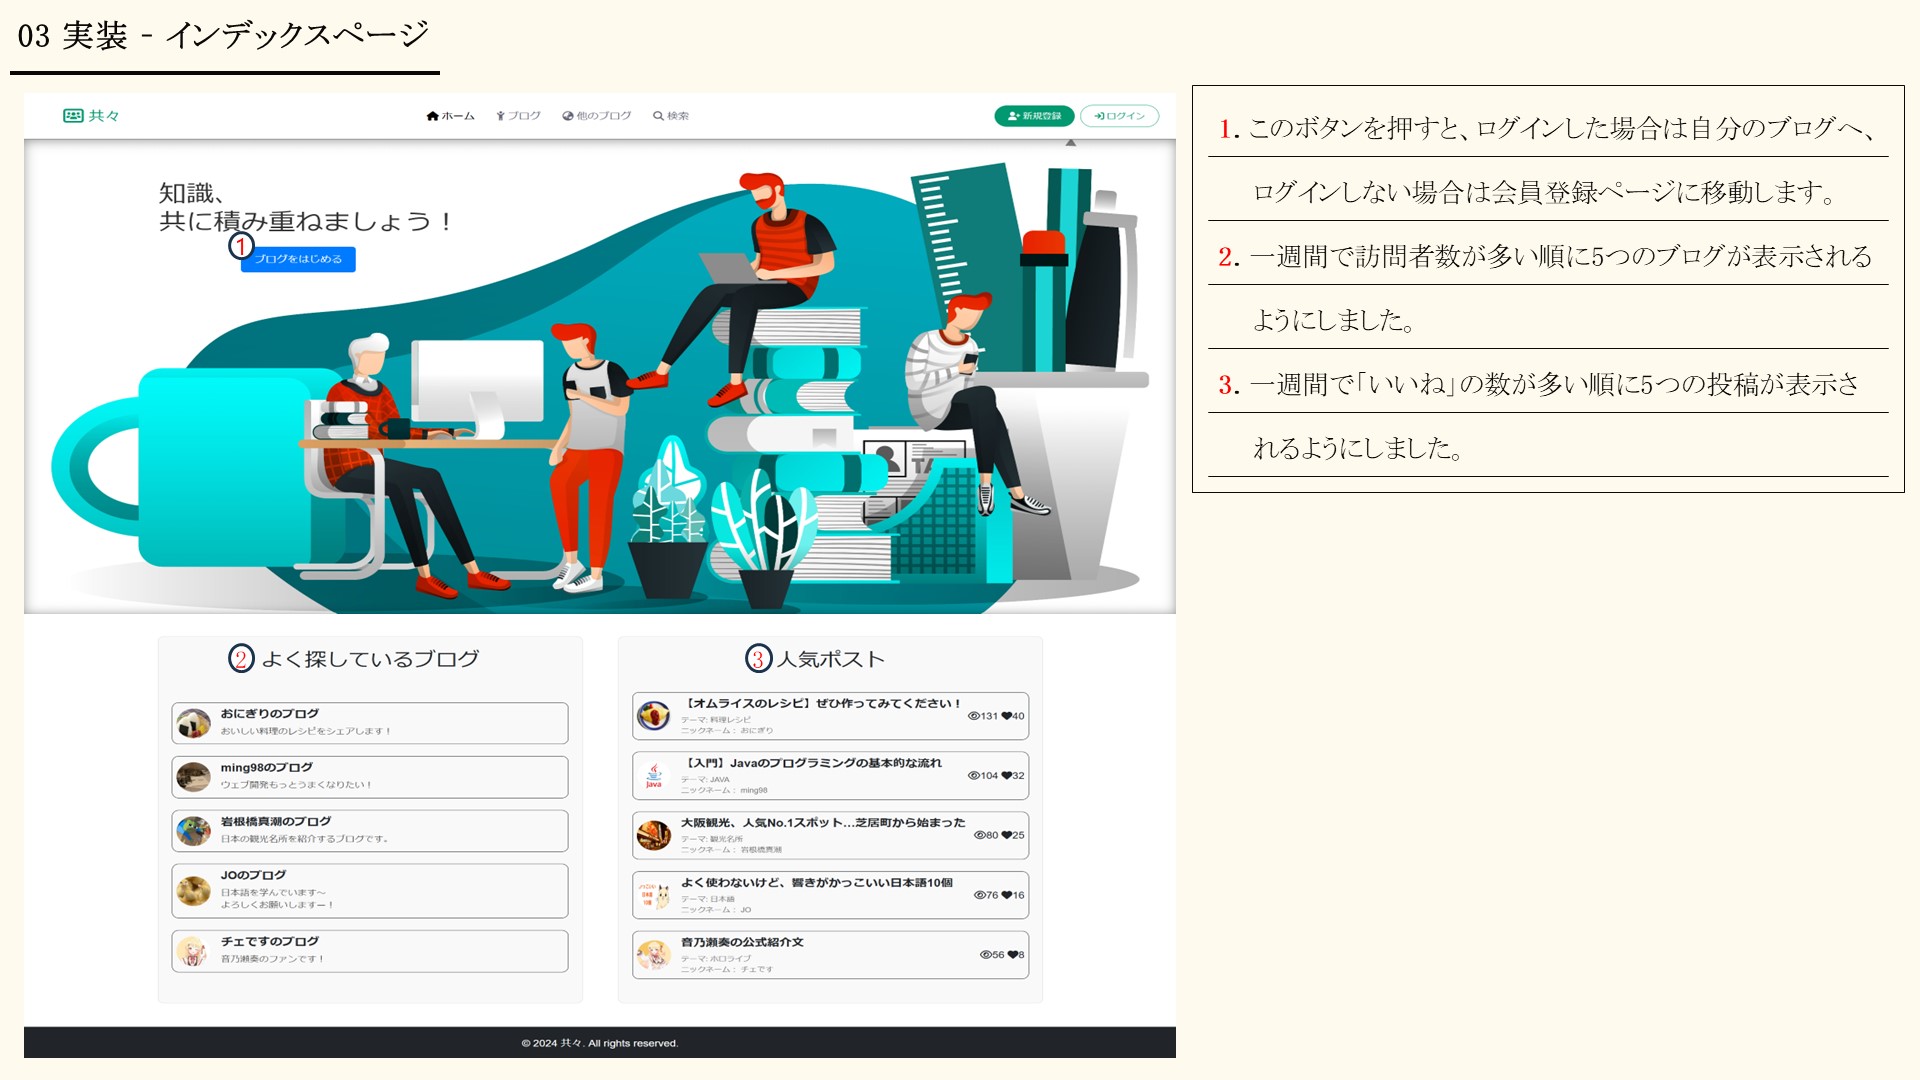 03 実装 - インデックスページ
共々
ホーム
ブログ
他のブログ
検索
新規登録
ログイン
知識、
共に積み重ねましょう！
1
ブログをはじめる
TA
2 よく探しているブログ
おにぎりのブログ
おいしい料理のレシピをシェアします！
ming98のブログ
ウェブ開発もっとうまくなりたい！
岩根橋真潮のブログ
日本の観光名所を紹介するブログです。
JOのブログ
日本語を学んでいます～
よろしくお願いしますー！
チェですのブログ
音乃瀬奏のファンです！
3 人気ポスト
【オムライスのレシピ】ぜひ作ってみてください！
テーマ: 料理レシピ
ニックネーム： おにぎり
131 40
【入門】Javaのプログラミングの基本的な流れ
テーマ: JAVA
ニックネーム： ming98
104 32
Java
大阪観光、人気No.1スポット...芝居町から始まった
テーマ: 観光名所
ニックネーム： 岩根橋真潮
80 25
よく使わないけど、響きがかっこいい日本語10個
テーマ: 日本語
ニックネーム： JO
76 16
音乃瀬奏の公式紹介文
テーマ: ホロライブ
ニックネーム： チェです
56 8
© 2024 共々. All rights reserved.
1. このボタンを押すと、ログインした場合は自分のブログへ、
ログインしない場合は会員登録ページに移動します。
2. 一週間で訪問者数が多い順に5つのブログが表示される
ようにしました。
3. 一週間で「いいね」の数が多い順に5つの投稿が表示さ
れるようにしました。